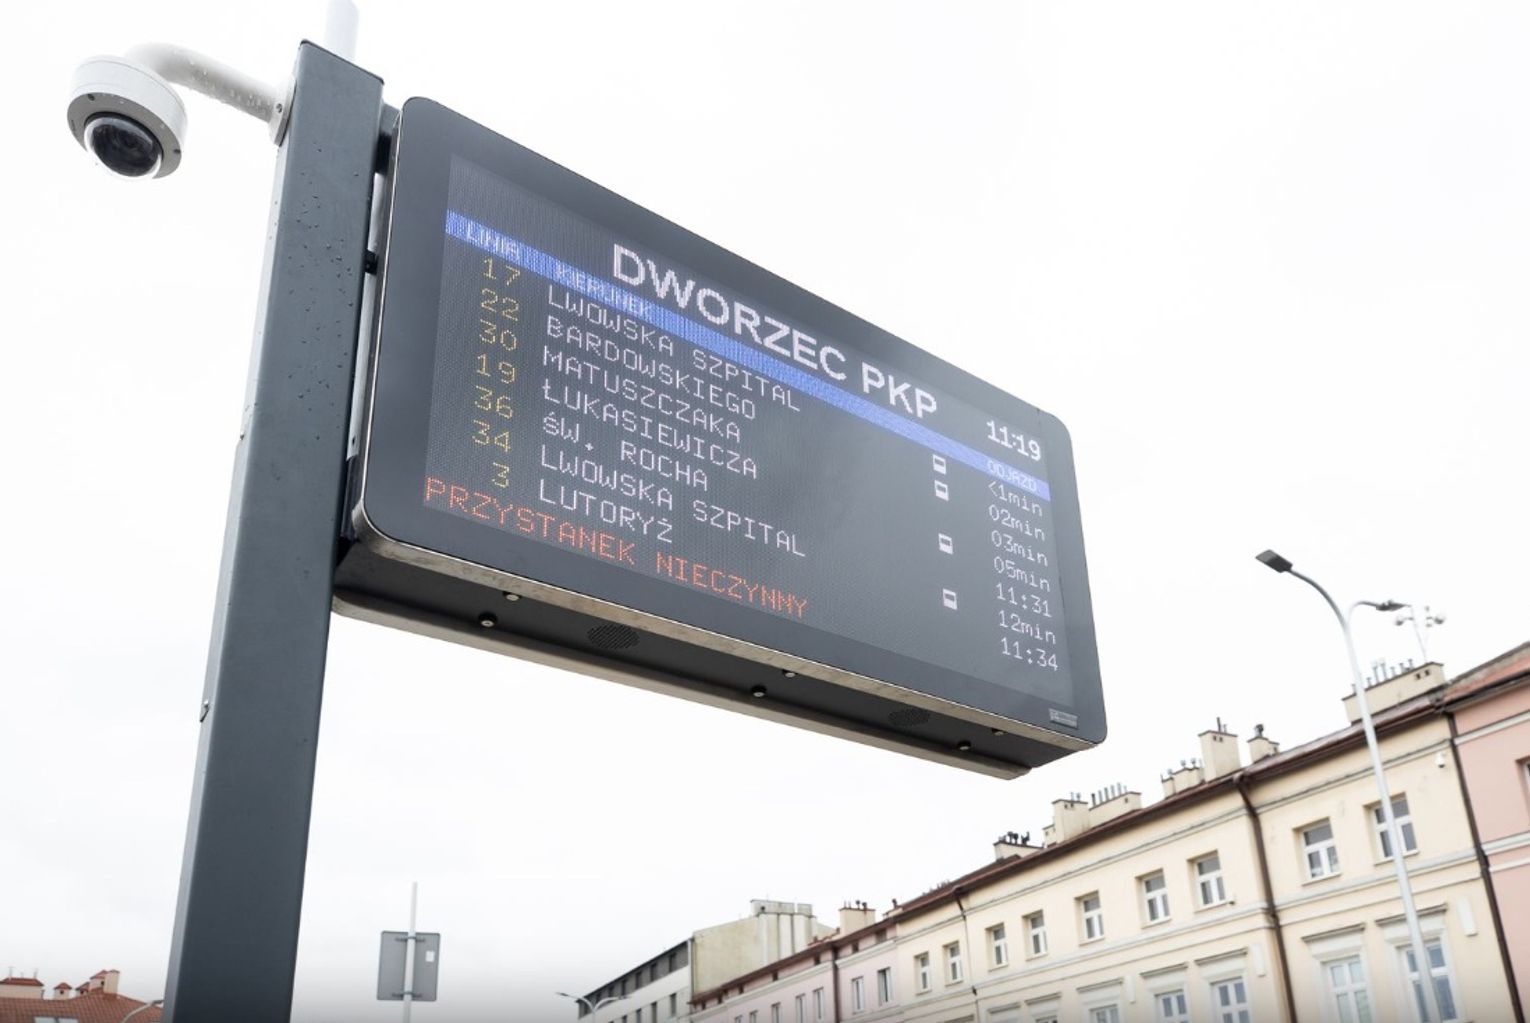 DWORZEC PKP 11:19
LINIA KIERUNEK ODJAZD
17 LWOWSKA SZPITAL <1min
22 BARDOWSKIEGO 02min
30 MATUSZCZAKA 03min
19 ŁUKASIEWICZA 05min
36 ŚW. ROCHA 11:31
34 LWOWSKA SZPITAL 12min
3 LUTORYŻ 11:34
PRZYSTANEK NIECZYNNY